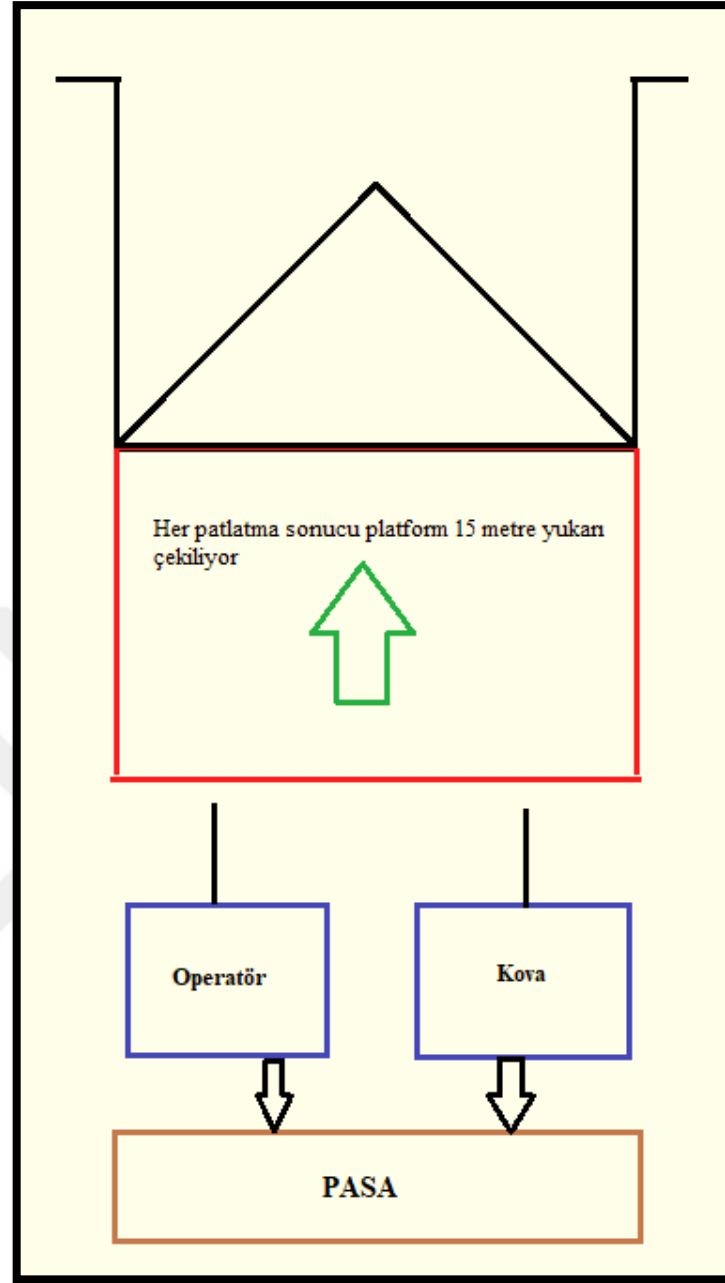 Her patlatma sonucu platform 15 metre yukarı
çekiliyor
Operatör
Kova
PASA